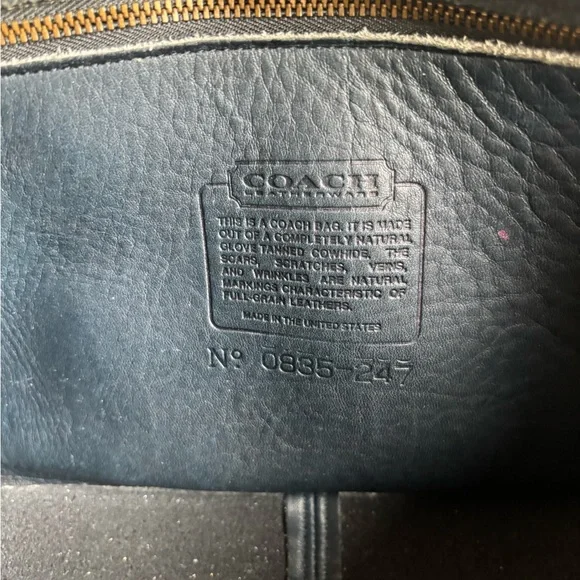 COACH
LEATHERWARE
THIS IS A COACH BAG. IT IS MADE
OUT OF A COMPLETELY NATURAL
GLOVE TANNED COWHIDE, THE
SCARS, SCRATCHES, VEINS,
AND WRINKLES ARE NATURAL
MARKINGS CHARACTERISTIC OF
FULL-GRAIN LEATHERS.
MADE IN THE UNITED STATES
Nº 0835-247